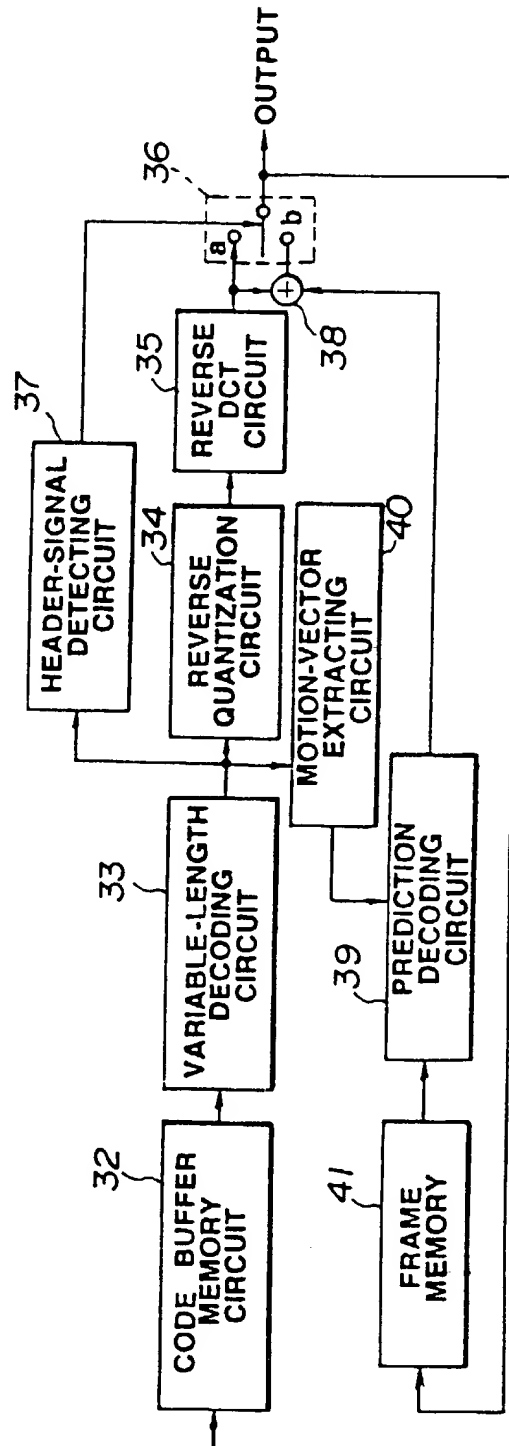 32
CODE BUFFER
MEMORY
CIRCUIT
33
VARIABLE-LENGTH
DECODING
CIRCUIT
37
HEADER-SIGNAL
DETECTING
CIRCUIT
34
REVERSE
QUANTIZATION
CIRCUIT
35
REVERSE
DCT
CIRCUIT
36
a
b
OUTPUT
38
+
40
MOTION-VECTOR
EXTRACTING
CIRCUIT
39
PREDICTION
DECODING
CIRCUIT
41
FRAME
MEMORY